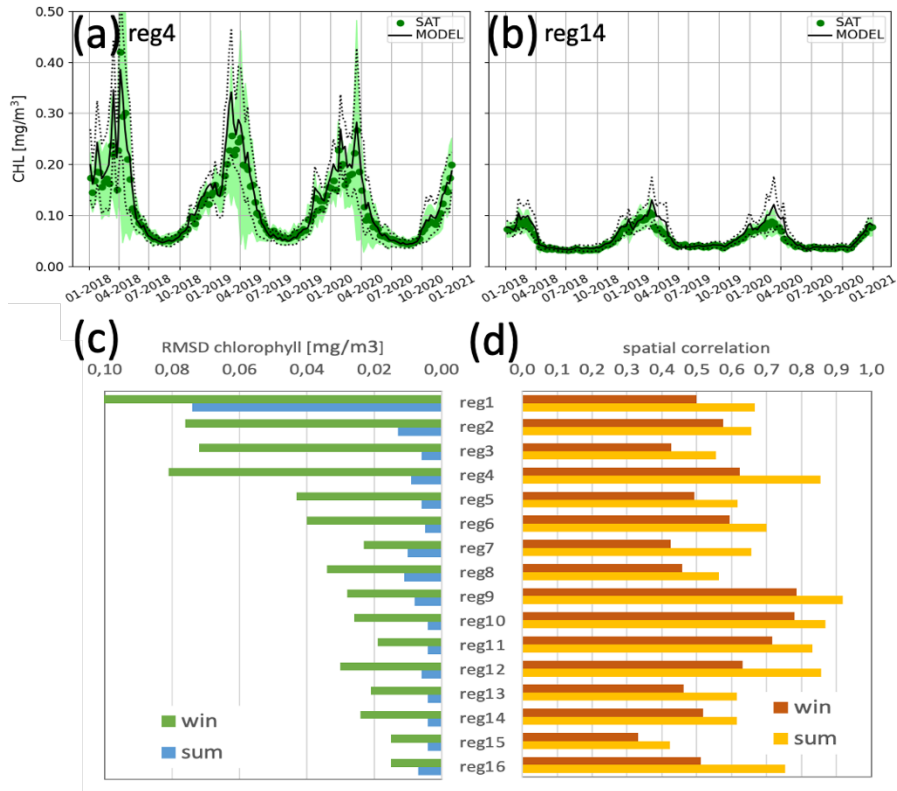 (a) reg4
SAT
MODEL
(b) reg14
SAT
MODEL
CHL [mg/m³]
0.50
0.40
0.30
0.20
0.10
0.00
01-2018
04-2018
07-2018
10-2018
01-2019
04-2019
07-2019
10-2019
01-2020
04-2020
07-2020
10-2020
01-2021
01-2018
04-2018
07-2018
10-2018
01-2019
04-2019
07-2019
10-2019
01-2020
04-2020
07-2020
10-2020
01-2021
(c)
RMSD chlorophyll [mg/m3]
0,10 0,08 0,06 0,04 0,02 0,00
(d)
spatial correlation
0,0 0,1 0,2 0,3 0,4 0,5 0,6 0,7 0,8 0,9 1,0
reg1
reg2
reg3
reg4
reg5
reg6
reg7
reg8
reg9
reg10
reg11
reg12
reg13
reg14
reg15
reg16
win
sum
win
sum